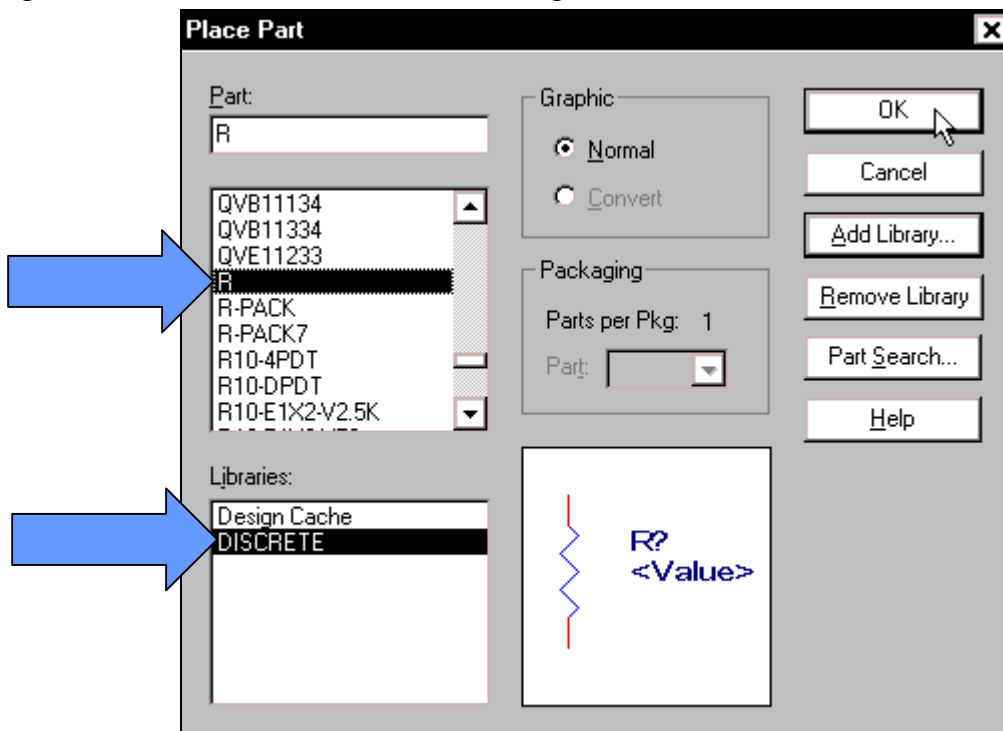 Place Part
Part:
R
QVB11134
QVB11334
QVE11233
R
R-PACK
R-PACK7
R10-4PDT
R10-DPDT
R10-E1X2-V2.5K
Libraries:
Design Cache
DISCRETE
Graphic
Normal
Convert
Packaging
Parts per Pkg: 1
Part:
R?
<Value>
OK
Cancel
Add Library...
Remove Library
Part Search...
Help